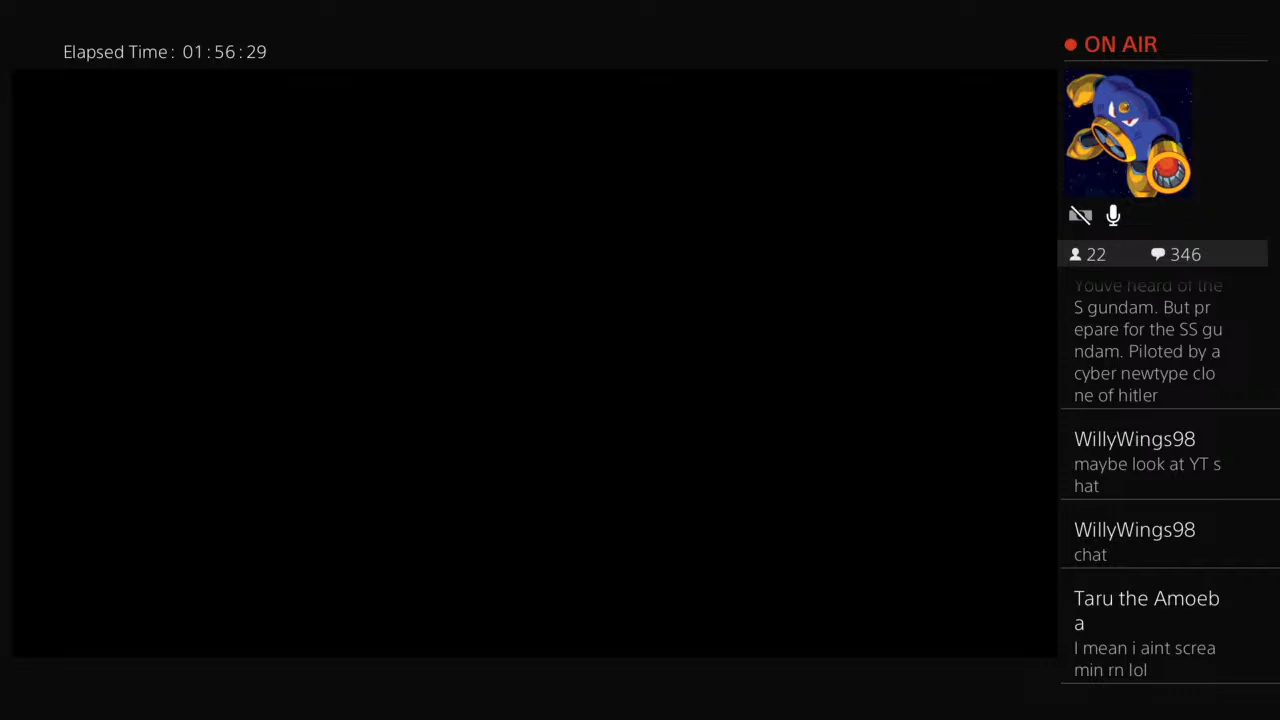 Elapsed Time: 01:56:29
ON AIR
22 346
Youve heard of the
S gundam. But pr
epare for the SS gu
ndam. Piloted by a
cyber newtype clo
ne of hitler
WillyWings98
maybe look at YT s
hat
WillyWings98
chat
Taru the Amoeb
a
I mean i aint screa
min rn lol